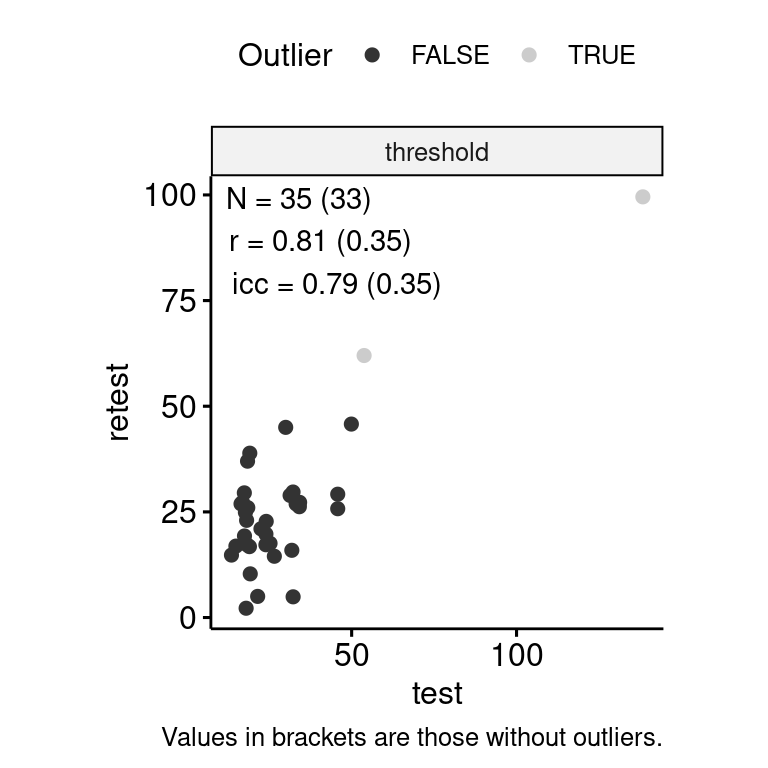 Outlier FALSE TRUE
threshold
N = 35 (33)
r = 0.81 (0.35)
icc = 0.79 (0.35)
100
75
50
25
0
retest
50 100
test
Values in brackets are those without outliers.